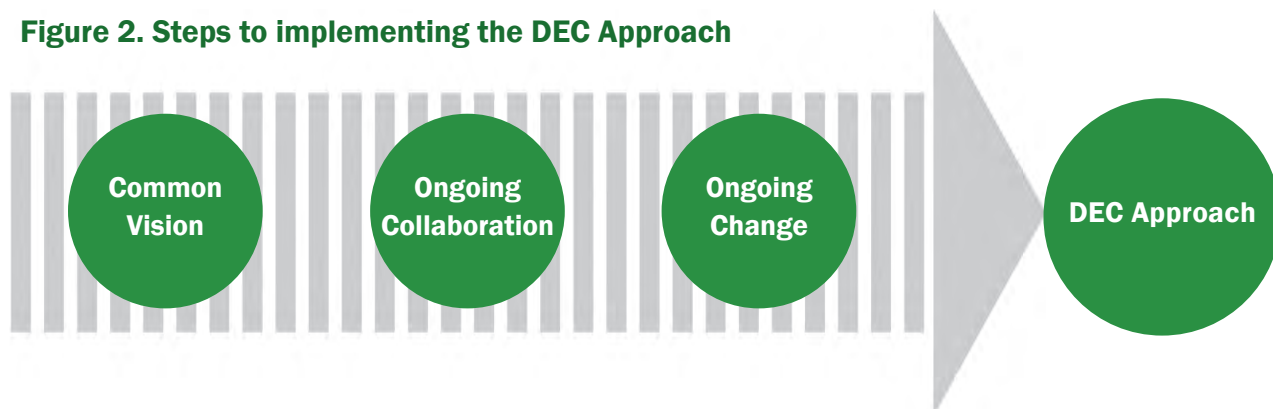 Figure 2. Steps to implementing the DEC Approach
Common
Vision
Ongoing
Collaboration
Ongoing
Change
DEC Approach